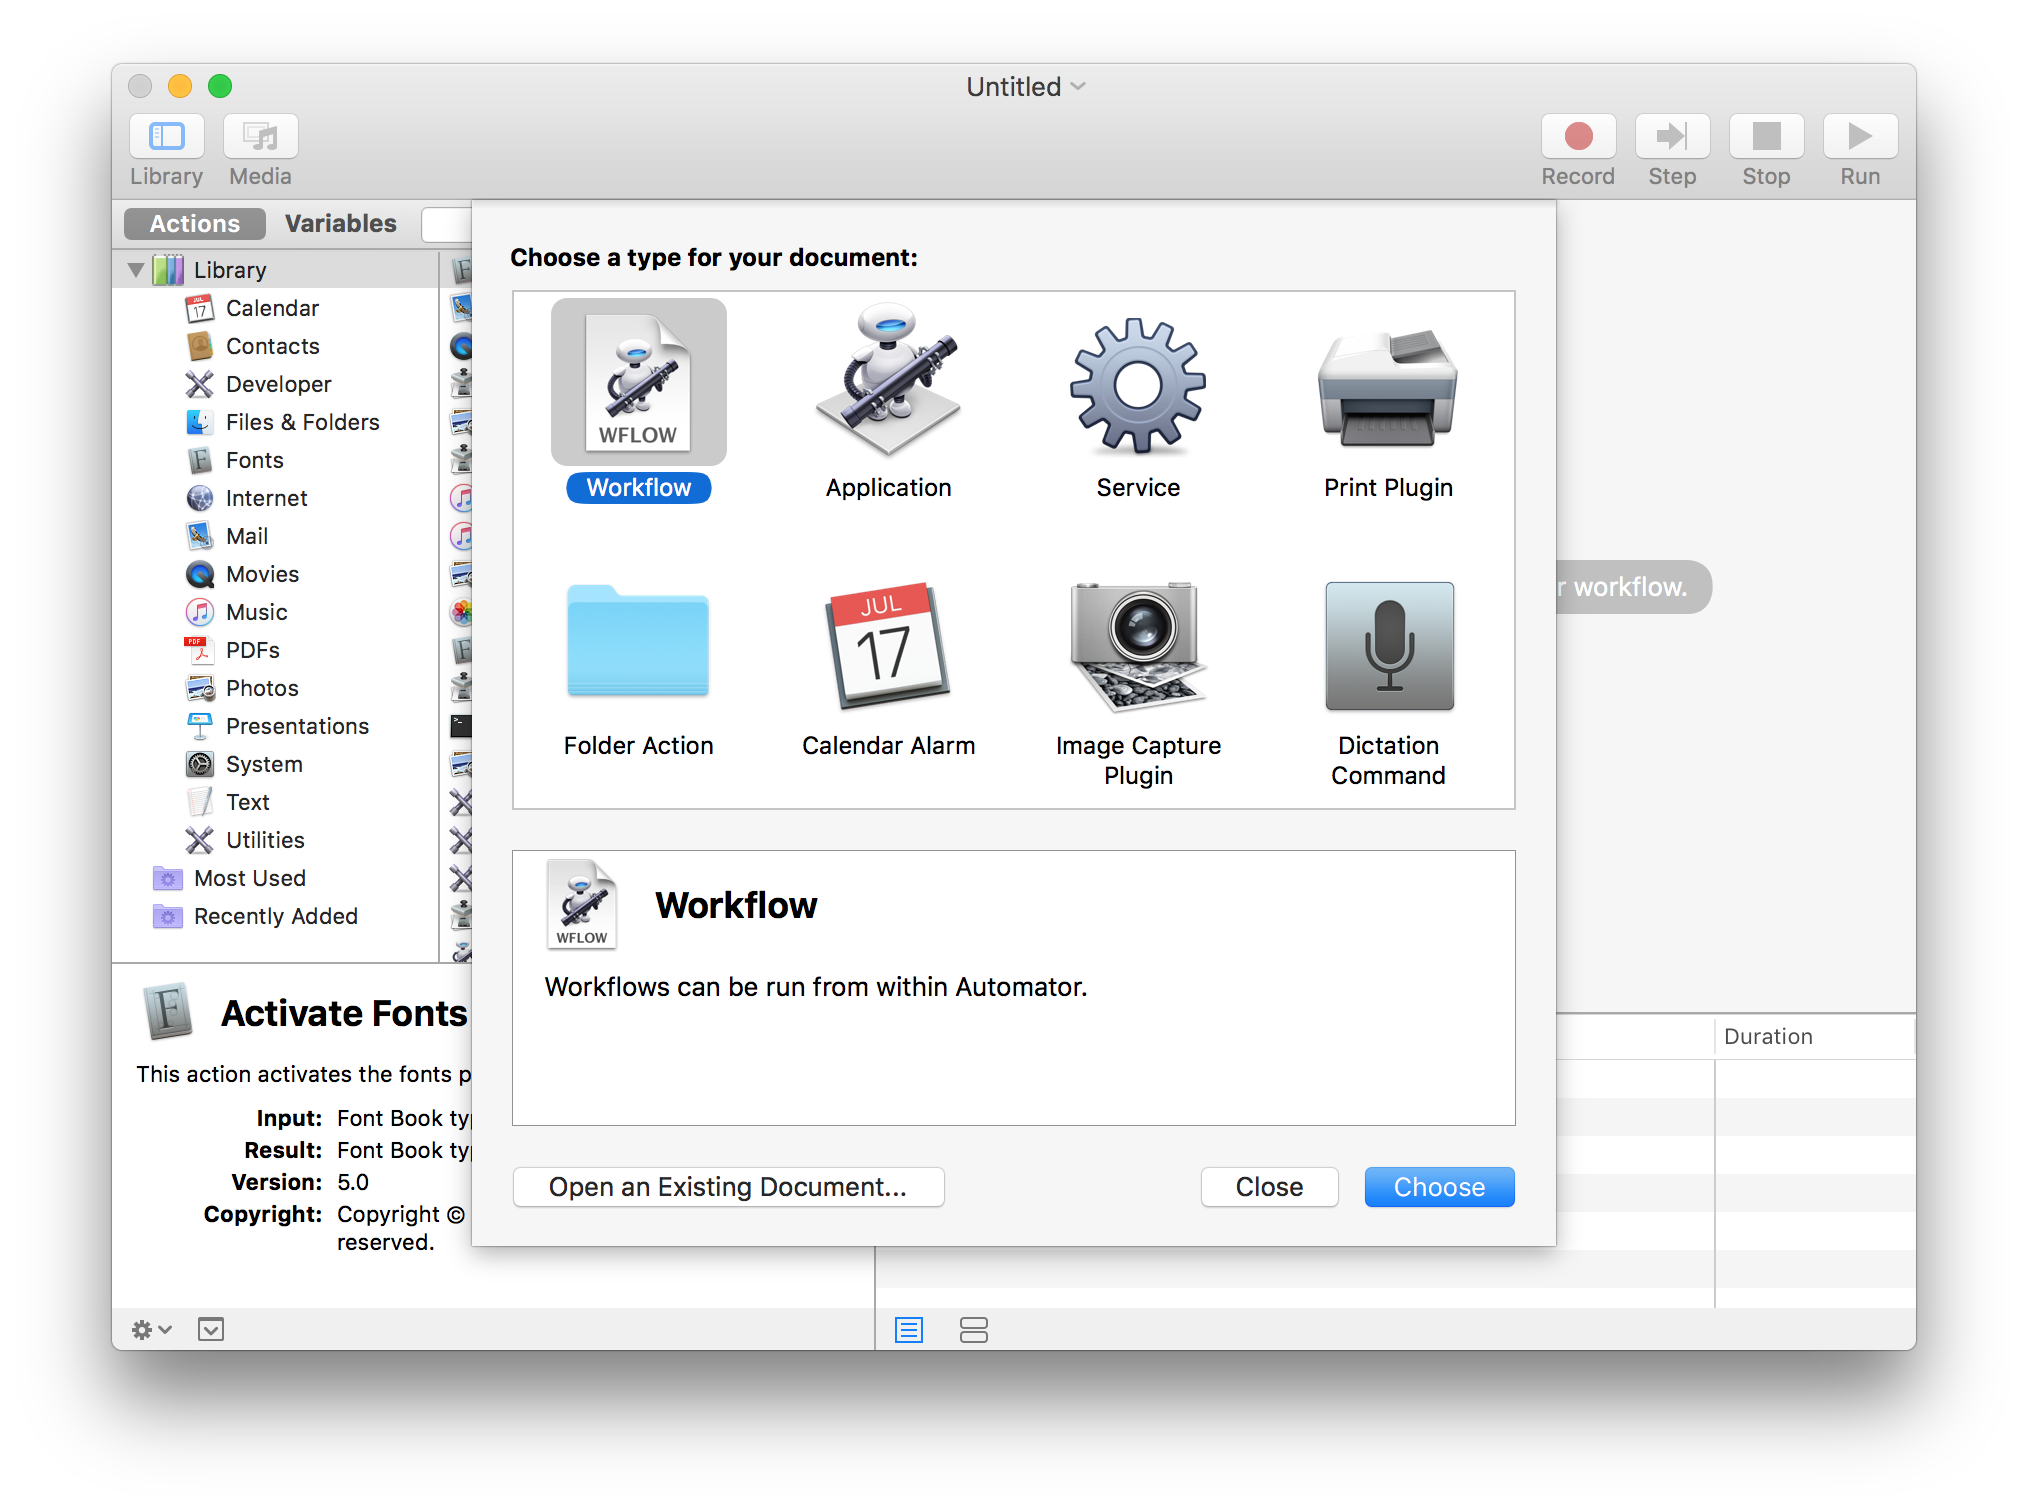 Untitled
Library
Media
Record
Step
Stop
Run
Actions
Variables
Library
Calendar
Contacts
Developer
Files & Folders
Fonts
Internet
Mail
Movies
Music
PDFs
Photos
Presentations
System
Text
Utilities
Most Used
Recently Added
Choose a type for your document:
WFLOW
Workflow
Application
Service
Print Plugin
Folder Action
JUL
17
Calendar Alarm
Image Capture
Plugin
Dictation
Command
WFLOW
Workflow
Workflows can be run from within Automator.
Open an Existing Document...
Close
Choose
r workflow.
Duration
Activate Fonts
This action activates the fonts p
Input: Font Book ty
Result: Font Book ty
Version: 5.0
Copyright: Copyright ©
reserved.